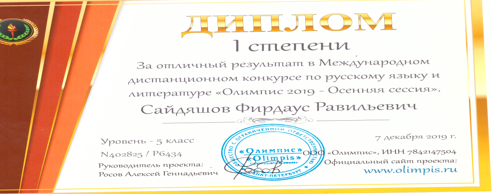 ДИПЛОМ
I степени
За отличный результат в Международном
дистанционном конкурсе по русскому языку и
литературе «Олимпис 2019 - Осенняя сессия».
Сайдяшов Фирдаус Равильевич
Уровень - 5 класс
N402825 / P6434
Руководитель проекта:
Росов Алексей Геннадьевич
Олимпис
Olimpis
7 декабря 2019 г.
ООО «Олимпис», ИНН 7842147504
Официальный сайт проекта:
www.olimpis.ru